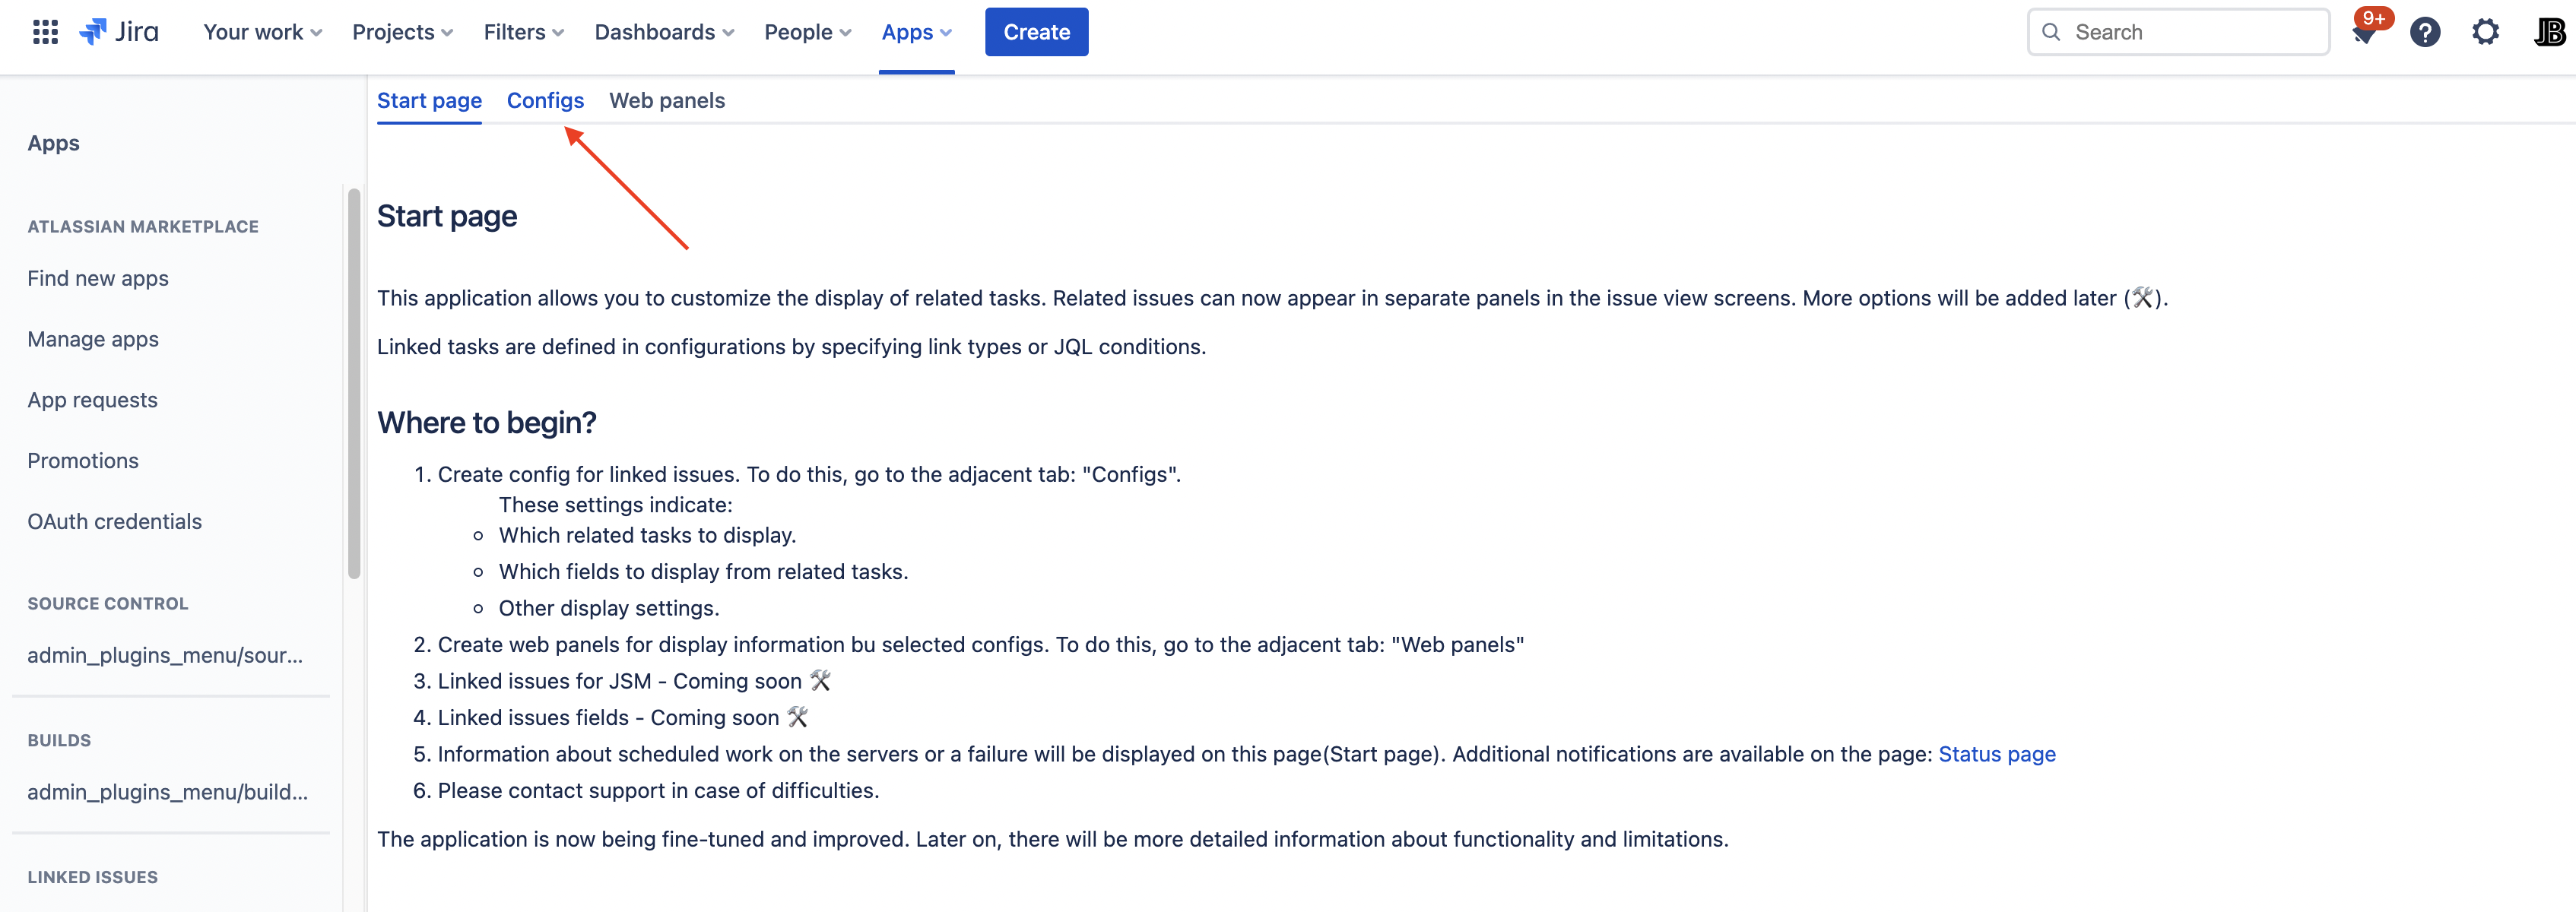 Jira Your work Projects Filters Dashboards People Apps Create Search 9+ ? JB
Start page Configs Web panels
Apps
ATLASSIAN MARKETPLACE
Find new apps
Manage apps
App requests
Promotions
OAuth credentials
SOURCE CONTROL
admin_plugins_menu/sour...
BUILDS
admin_plugins_menu/build...
LINKED ISSUES
Start page
This application allows you to customize the display of related tasks. Related issues can now appear in separate panels in the issue view screens. More options will be added later (🛠).
Linked tasks are defined in configurations by specifying link types or JQL conditions.
Where to begin?
1. Create config for linked issues. To do this, go to the adjacent tab: "Configs".
These settings indicate:
Which related tasks to display.
Which fields to display from related tasks.
Other display settings.
2. Create web panels for display information bu selected configs. To do this, go to the adjacent tab: "Web panels"
3. Linked issues for JSM - Coming soon 🛠
4. Linked issues fields - Coming soon 🛠
5. Information about scheduled work on the servers or a failure will be displayed on this page(Start page). Additional notifications are available on the page: Status page
6. Please contact support in case of difficulties.
The application is now being fine-tuned and improved. Later on, there will be more detailed information about functionality and limitations.